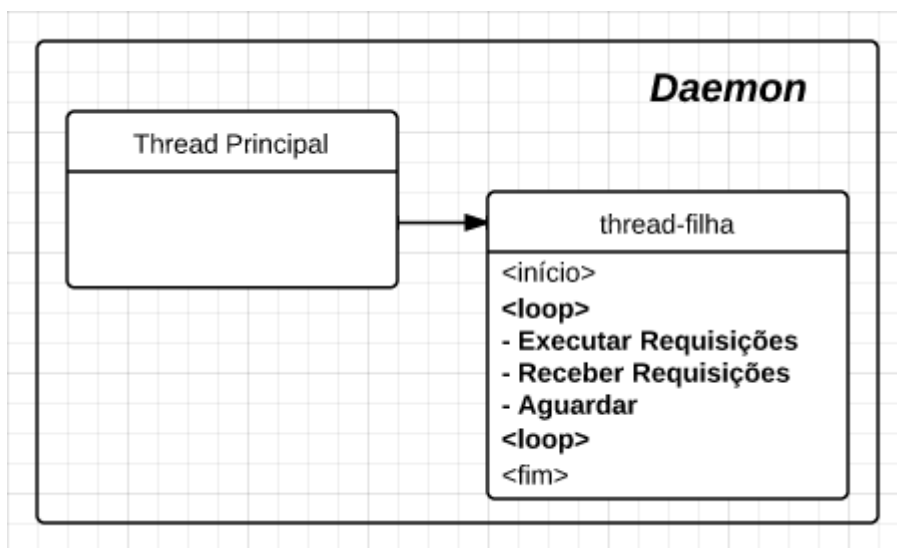 Daemon
Thread Principal
thread-filha
<início>
<loop>
- Executar Requisições
- Receber Requisições
- Aguardar
<loop>
<fim>